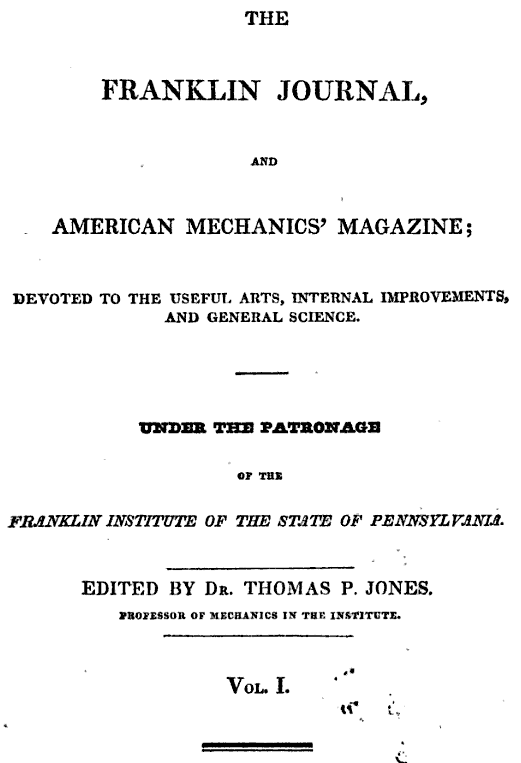 THE
FRANKLIN JOURNAL,
AND
AMERICAN MECHANICS' MAGAZINE;
DEVOTED TO THE USEFUL ARTS, INTERNAL IMPROVEMENTS,
AND GENERAL SCIENCE.
UNDER THE PATRONAGE
OF THE
FRANKLIN INSTITUTE OF THE STATE OF PENNSYLVANIA.
EDITED BY DR. THOMAS P. JONES.
PROFESSOR OF MECHANICS IN THE INSTITUTE.
VOL. I.